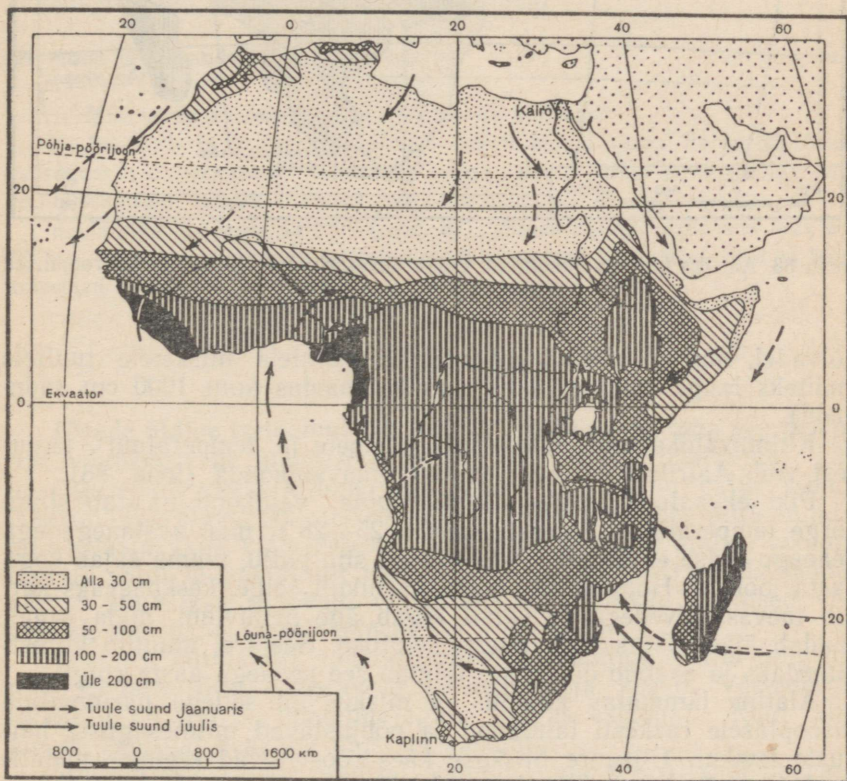 20 0 20 40 60
Kairo
Põhja-pöörijoon
20 20
Ekvaator
0 0
Alla 30 cm
30 - 50 cm
50 - 100 cm
100 - 200 cm
Üle 200 cm
Tuule suund jaanuaris
Tuule suund juulis
800 0 800 1600 KM
20
Lõuna-pöörijoon
Kaplinn
20 40 60